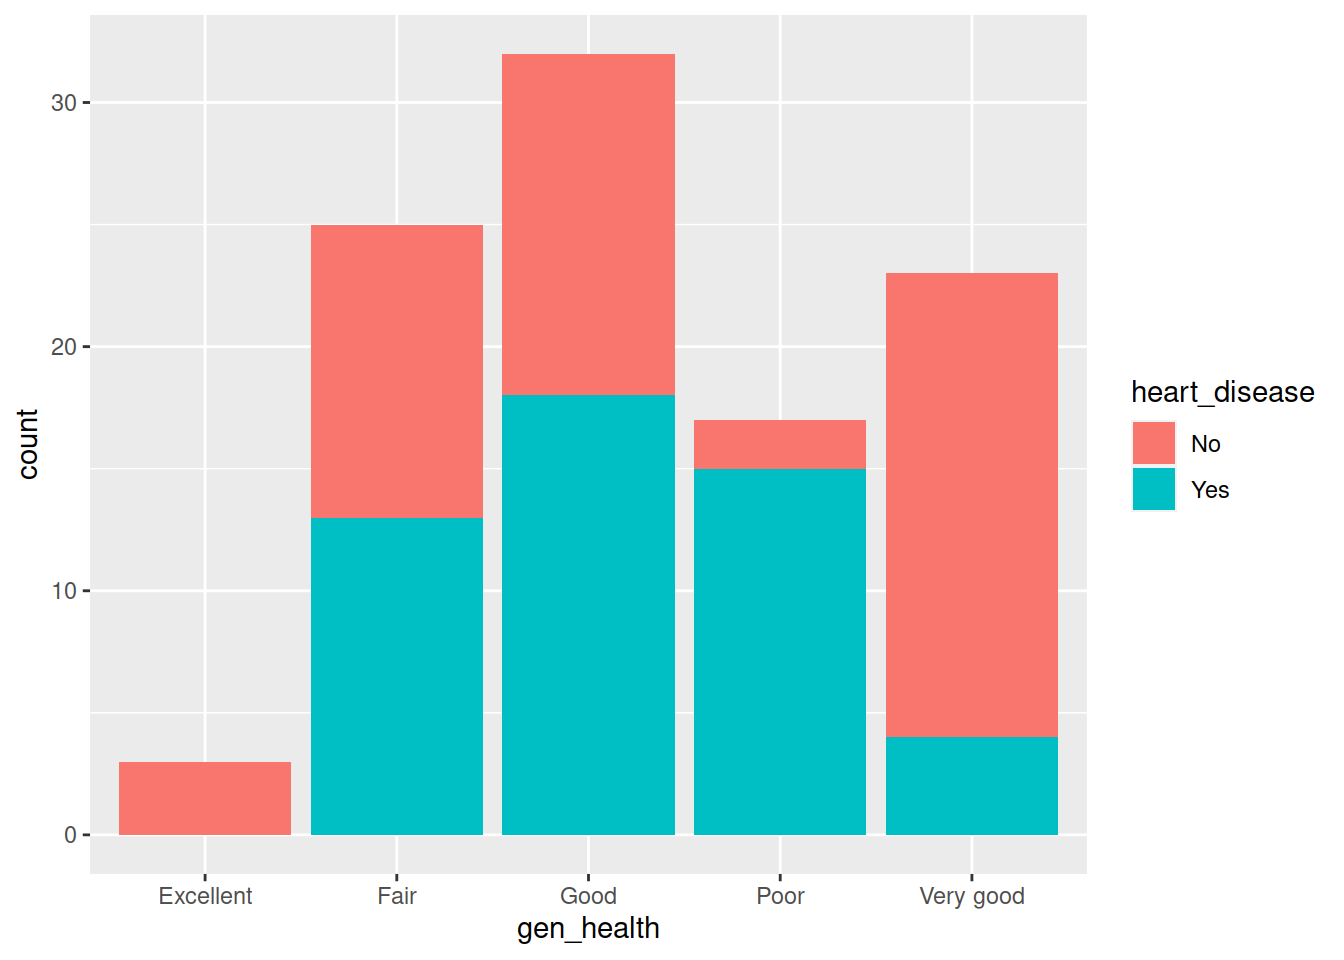 30
20
10
0
count
Excellent
Fair
Good
Poor
Very good
gen_health
heart_disease
No
Yes